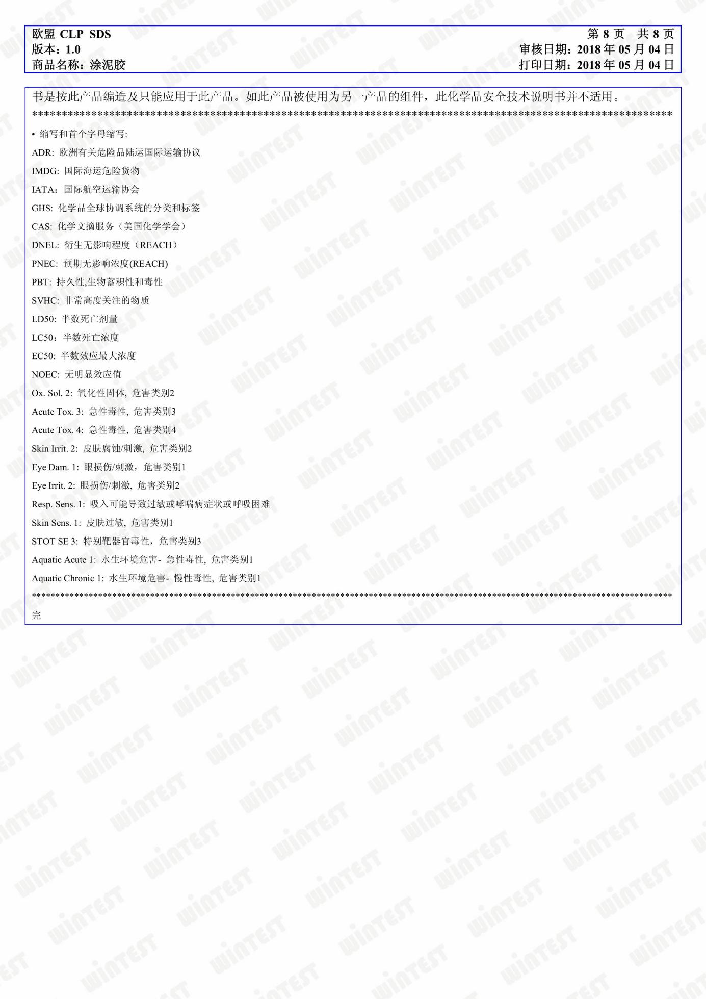 欧盟 CLP SDS
第 8 页 共 8 页
版本：1.0
审核日期：2018 年 05 月 04 日
商品名称：涂泥胶
打印日期：2018 年 05 月 04 日
书是按此产品编造及只能应用于此产品。如此产品被使用为另一产品的组件，此化学品安全技术说明书并不适用。
• 缩写和首个字母缩写:
ADR: 欧洲有关危险品陆运国际运输协议
IMDG: 国际海运危险货物
IATA：国际航空运输协会
GHS: 化学品全球协调系统的分类和标签
CAS: 化学文摘服务（美国化学学会）
DNEL: 衍生无影响程度（REACH）
PNEC: 预期无影响浓度(REACH)
PBT: 持久性,生物蓄积性和毒性
SVHC: 非常高度关注的物质
LD50: 半数死亡剂量
LC50：半数死亡浓度
EC50: 半数效应最大浓度
NOEC: 无明显效应值
Ox. Sol. 2: 氧化性固体, 危害类别2
Acute Tox. 3: 急性毒性, 危害类别3
Acute Tox. 4: 急性毒性, 危害类别4
Skin Irrit. 2: 皮肤腐蚀/刺激, 危害类别2
Eye Dam. 1: 眼损伤/刺激，危害类别1
Eye Irrit. 2: 眼损伤/刺激, 危害类别2
Resp. Sens. 1: 吸入可能导致过敏或哮喘病症状或呼吸困难
Skin Sens. 1: 皮肤过敏, 危害类别1
STOT SE 3: 特别靶器官毒性，危害类别3
Aquatic Acute 1: 水生环境危害- 急性毒性, 危害类别1
Aquatic Chronic 1: 水生环境危害- 慢性毒性, 危害类别1
完